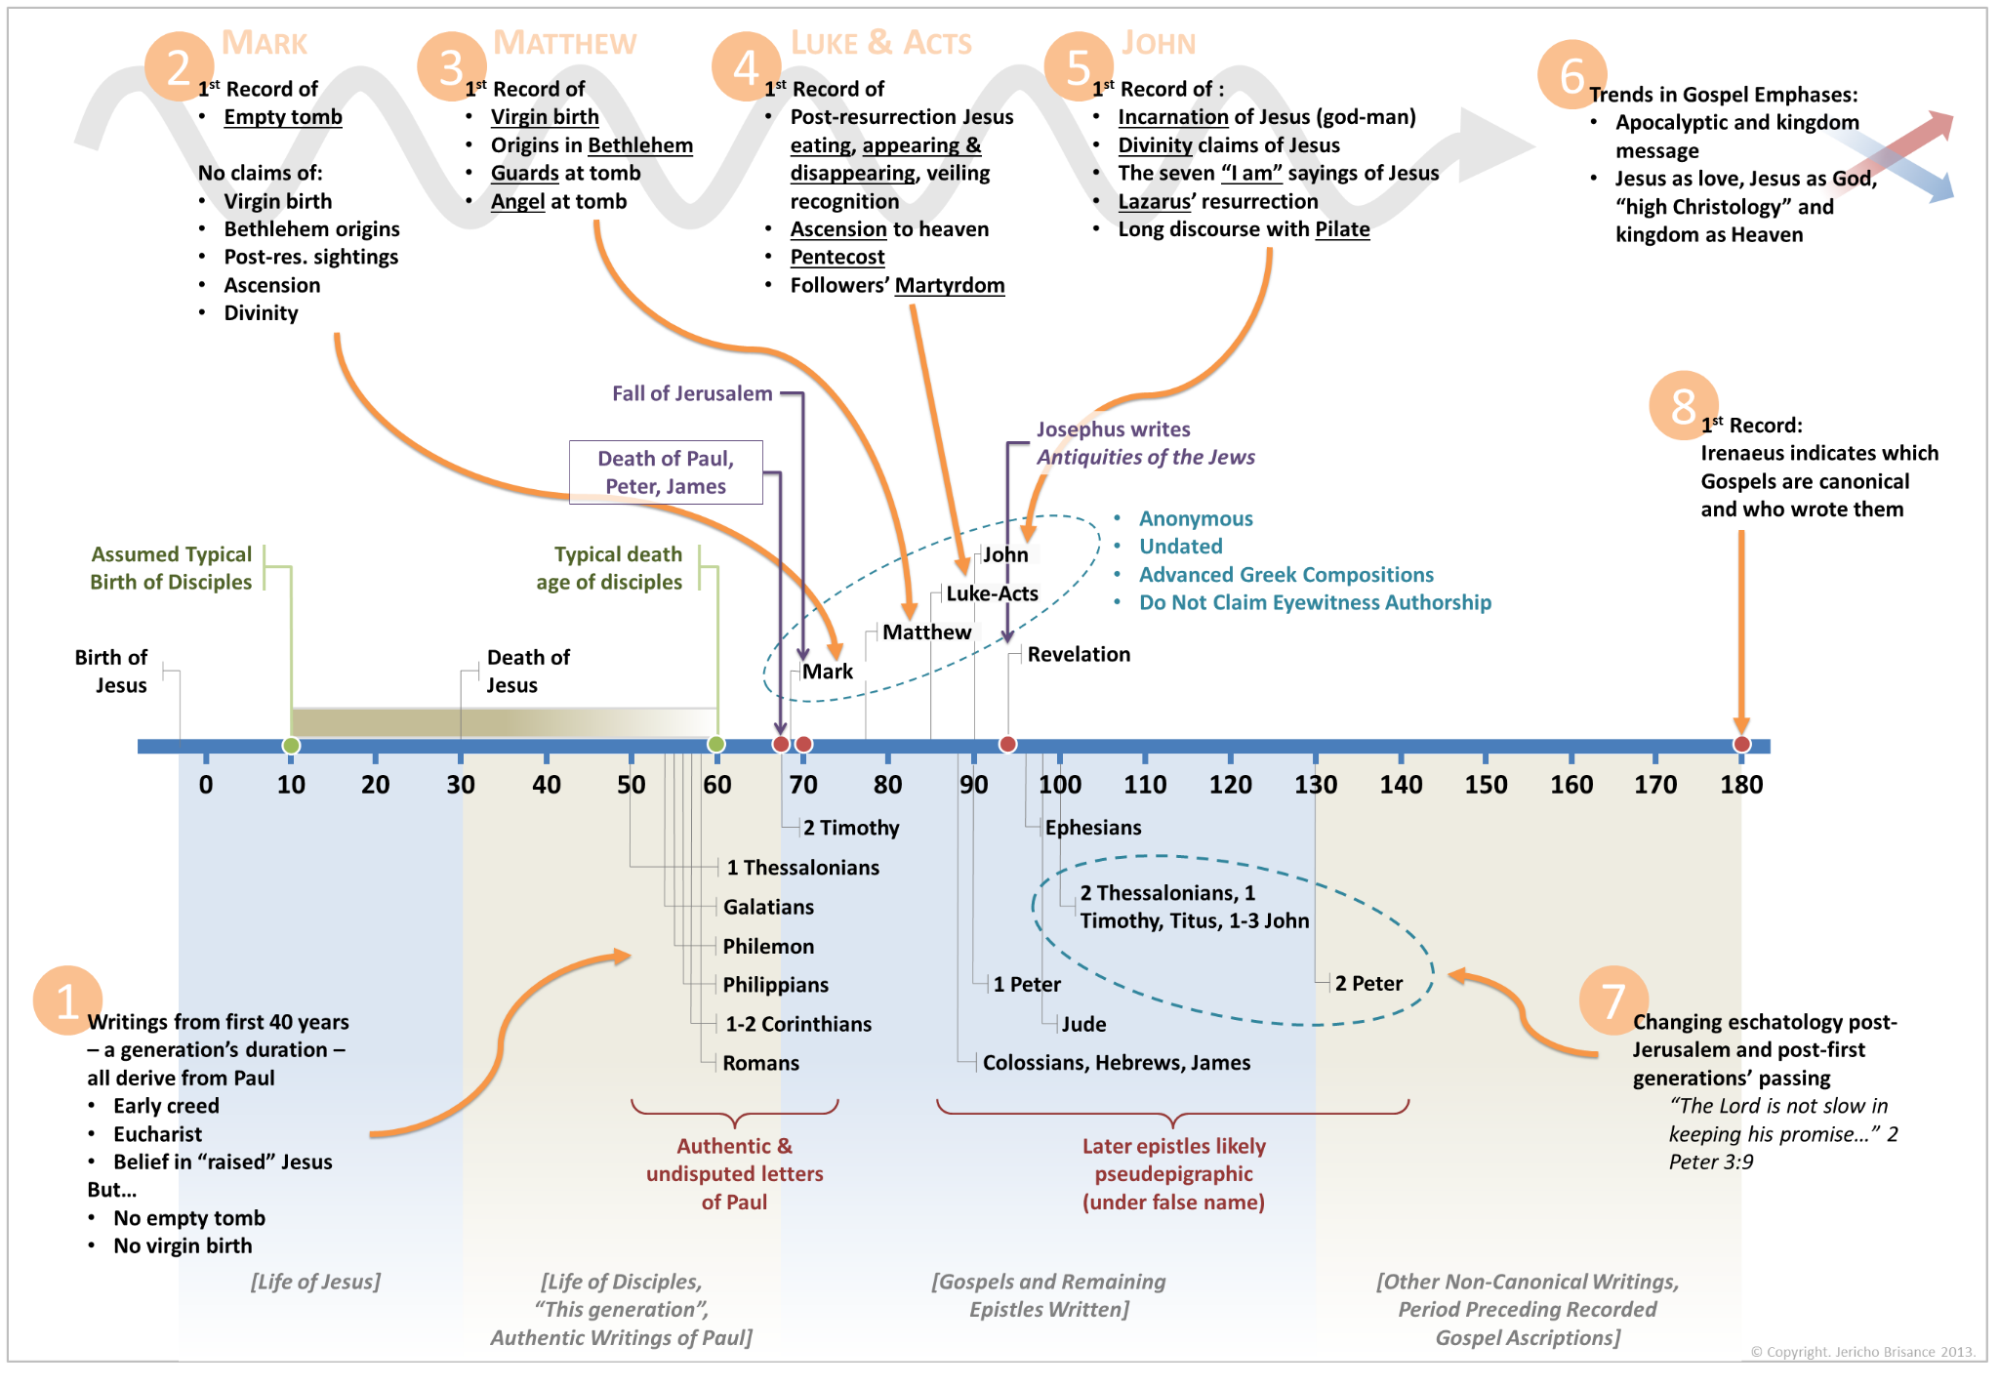 2 MARK
1st Record of
• Empty tomb
No claims of:
• Virgin birth
• Bethlehem origins
• Post-res. sightings
• Ascension
• Divinity
3 MATTHEW
1st Record of
• Virgin birth
• Origins in Bethlehem
• Guards at tomb
• Angel at tomb
4 LUKE & ACTS
1st Record of
• Post-resurrection Jesus
eating, appearing &
disappearing, veiling
recognition
• Ascension to heaven
• Pentecost
• Followers’ Martyrdom
5 JOHN
1st Record of :
• Incarnation of Jesus (god-man)
• Divinity claims of Jesus
• The seven “I am” sayings of Jesus
• Lazarus’ resurrection
• Long discourse with Pilate
6
Trends in Gospel Emphases:
• Apocalyptic and kingdom
message
• Jesus as love, Jesus as God,
“high Christology” and
kingdom as Heaven
Fall of Jerusalem
Death of Paul,
Peter, James
Josephus writes
Antiquities of the Jews
8
1st Record:
Irenaeus indicates which
Gospels are canonical
and who wrote them
• Anonymous
• Undated
• Advanced Greek Compositions
• Do Not Claim Eyewitness Authorship
Assumed Typical
Birth of Disciples
Typical death
age of disciples
John
Luke-Acts
Matthew
Mark
Revelation
Birth of
Jesus
Death of
Jesus
0 10 20 30 40 50 60 70 80 90 100 110 120 130 140 150 160 170 180
2 Timothy
1 Thessalonians
Galatians
Philemon
Philippians
1-2 Corinthians
Romans
Ephesians
2 Thessalonians, 1
Timothy, Titus, 1-3 John
1 Peter
2 Peter
Jude
Colossians, Hebrews, James
1
Writings from first 40 years
– a generation’s duration –
all derive from Paul
• Early creed
• Eucharist
• Belief in “raised” Jesus
But...
• No empty tomb
• No virgin birth
7
Changing eschatology post-
Jerusalem and post-first
generations’ passing
“The Lord is not slow in
keeping his promise...” 2
Peter 3:9
Authentic &
undisputed letters
of Paul
Later epistles likely
pseudepigraphic
(under false name)
[Life of Jesus]
[Life of Disciples,
“This generation”,
Authentic Writings of Paul]
[Gospels and Remaining
Epistles Written]
[Other Non-Canonical Writings,
Period Preceding Recorded
Gospel Ascriptions]
© Copyright. Jericho Brisance 2013.